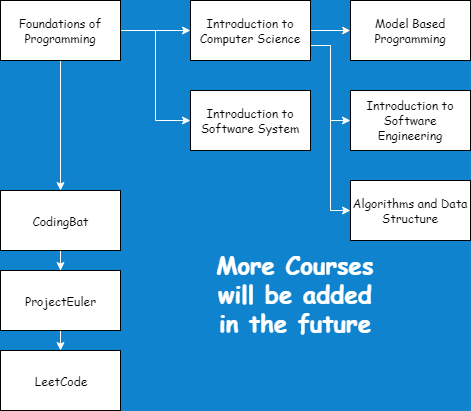 Foundations of
Programming
Introduction to
Computer Science
Model Based
Programming
Introduction to
Software System
Introduction to
Software
Engineering
Algorithms and Data
Structure
CodingBat
ProjectEuler
LeetCode
More Courses
will be added
in the future